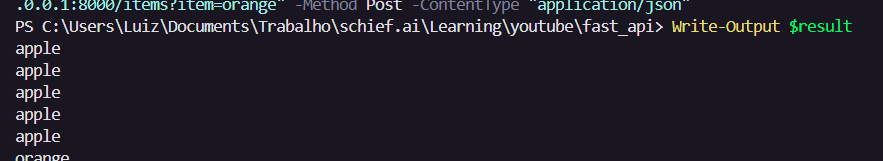 .0.0.1:8000/items?item=orange" -Method Post -ContentType "application/json"
PS C:\Users\Luiz\Documents\Trabalho\schief.ai\Learning\youtube\fast_api> Write-Output $result
apple
apple
apple
apple
apple
orange